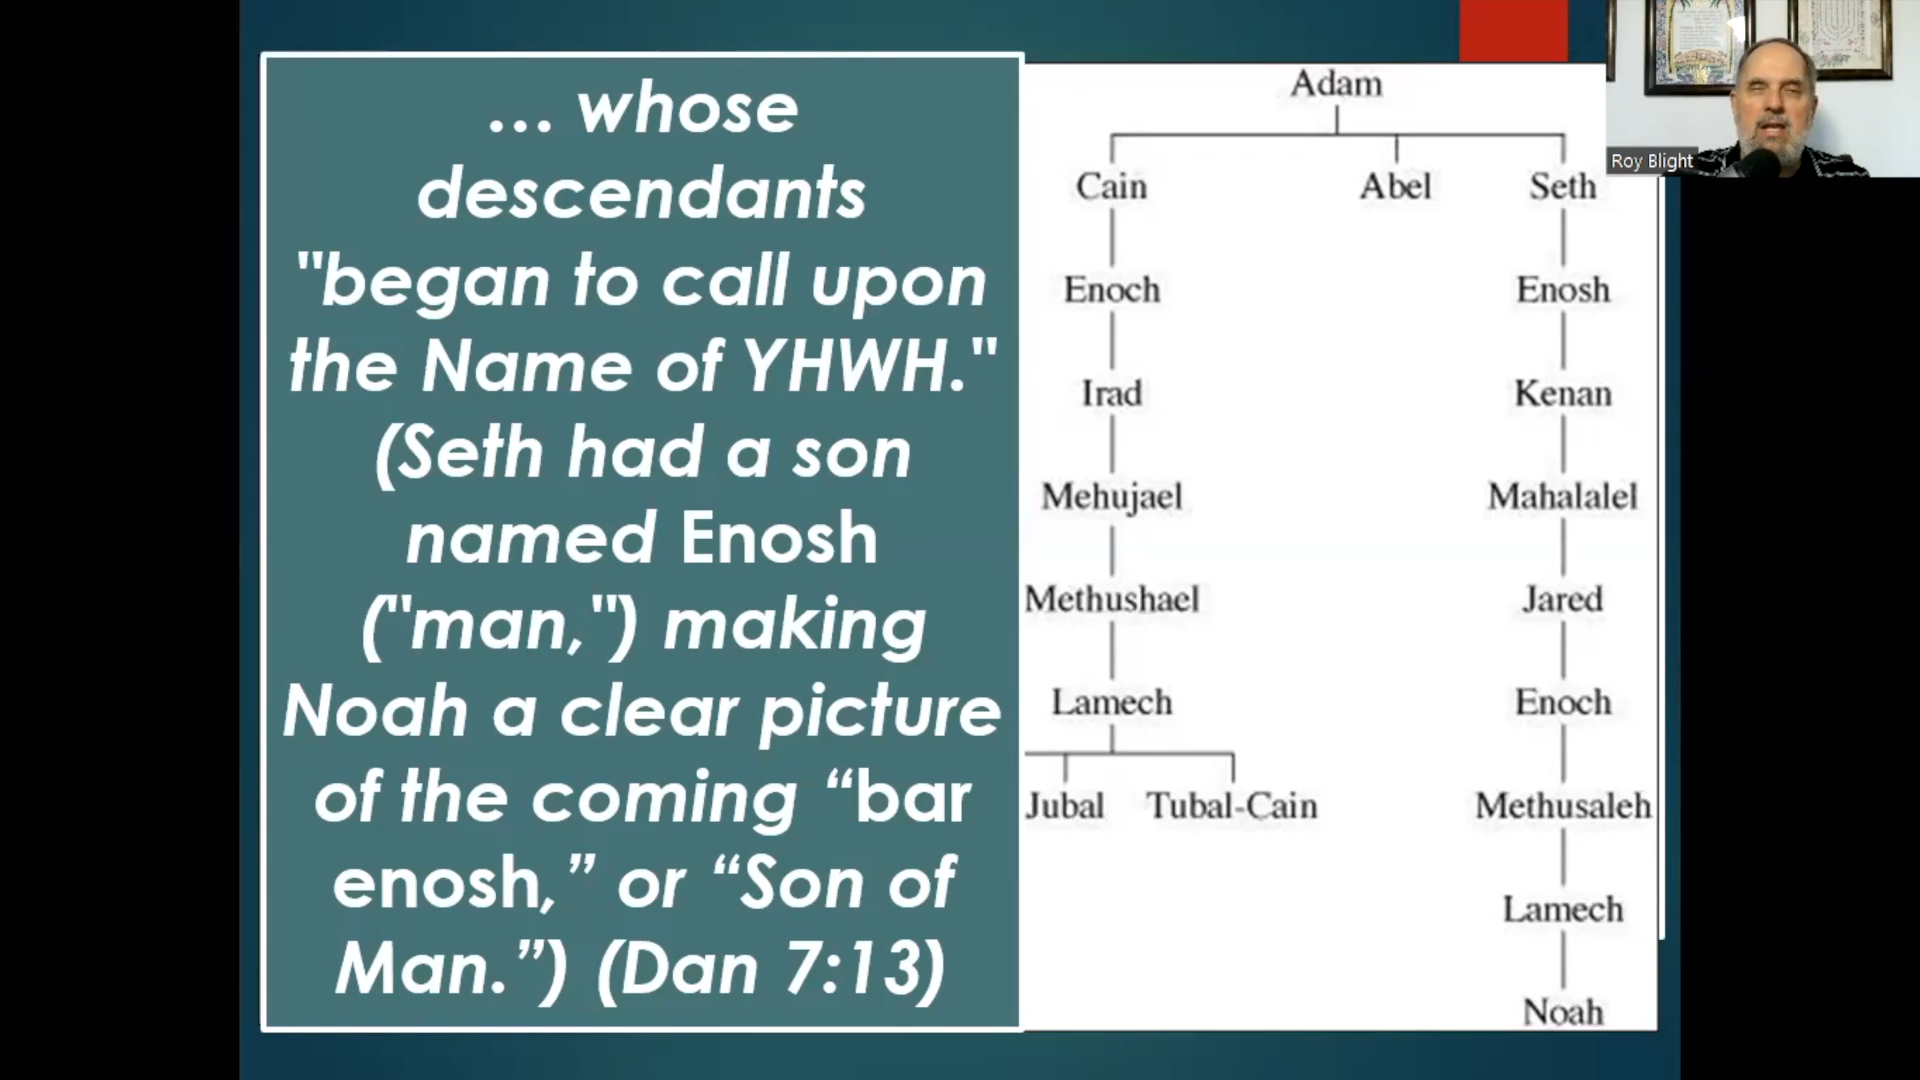 ... whose
descendants
"began to call upon
the Name of YHWH."
(Seth had a son
named Enosh
("man,") making
Noah a clear picture
of the coming “bar
enosh,” or “Son of
Man.”) (Dan 7:13)
Adam
Cain Abel Seth
Enoch Enosh
Irad Kenan
Mehujael Mahalalel
Methushael Jared
Lamech Enoch
Jubal Tubal-Cain Methusaleh
Lamech
Noah
Roy Blight